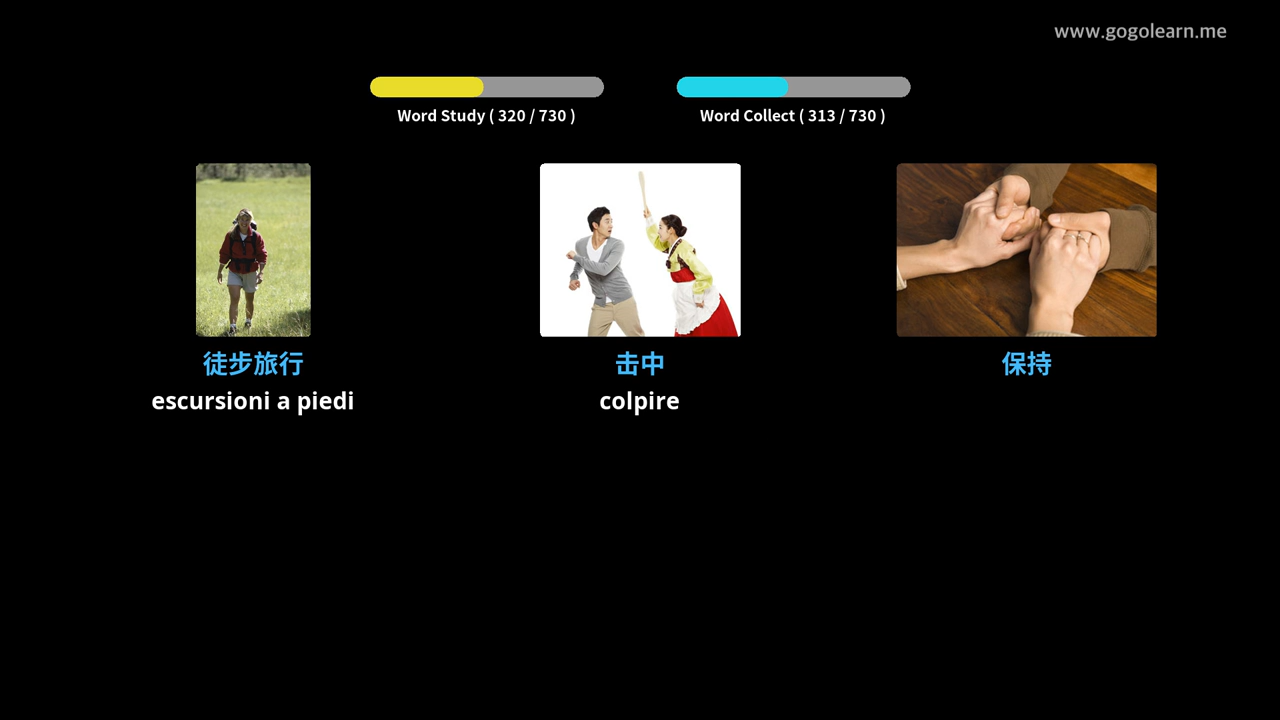 www.gogolearn.me
Word Study ( 320 / 730 )
Word Collect ( 313 / 730 )
徒步旅行
击中
保持
escursioni a piedi
colpire